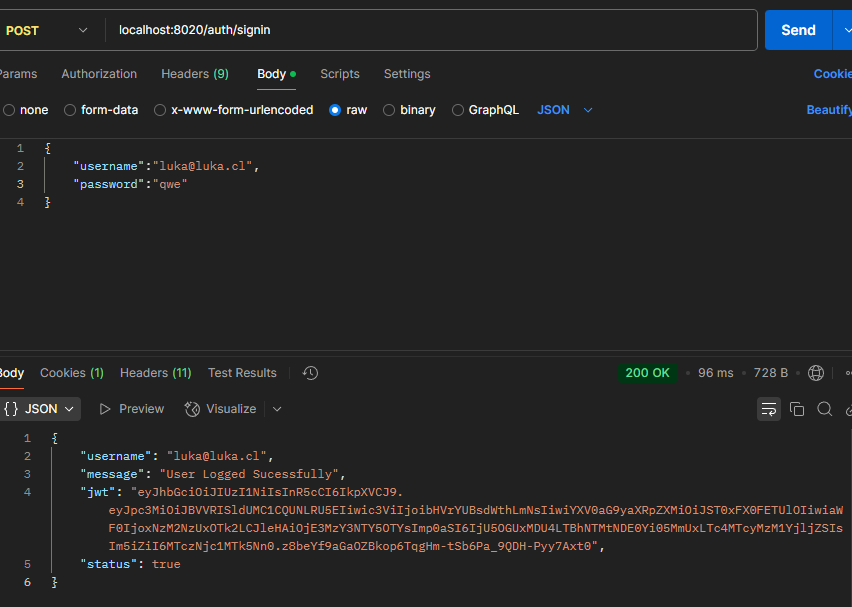 POST localhost:8020/auth/signin Send
Params Authorization Headers (9) Body Scripts Settings Cookie
none form-data x-www-form-urlencoded raw binary GraphQL JSON Beautify
1 {
2 "username":"luka@luka.cl",
3 "password":"qwe"
4 }
Body Cookies (1) Headers (11) Test Results 200 OK • 96 ms • 728 B
{} JSON Preview Visualize
1 {
2 "username": "luka@luka.cl",
3 "message": "User Logged Sucessfully",
4 "jwt": "eyJhbGciOiJIUzI1NiIsInR5cCI6IkpXVCJ9.
eyJpc3MiOiJBVVRISldUMC1CQUNLRU5EIiwic3ViIjoibHVrYUBsdWthLmNsIiwiYXV0aG9yaXRpZXMiOiJST0xFX0FETUlOIiwiaW
F0IjoxNzM2NzUxOTk2LCJleHAiOjE3MzY3NTY5OTYsImp0aSI6IjU5OGUxMDU4LTBhNTMtNDE0Yi05MmUxLTc4MTcyMzM1YjljZSIs
Im5iZiI6MTczNjc1MTk5Nn0.z8beYf9aGaOZBkop6TqgHm-tSb6Pa_9QDH-Pyy7Axt0",
5 "status": true
6 }